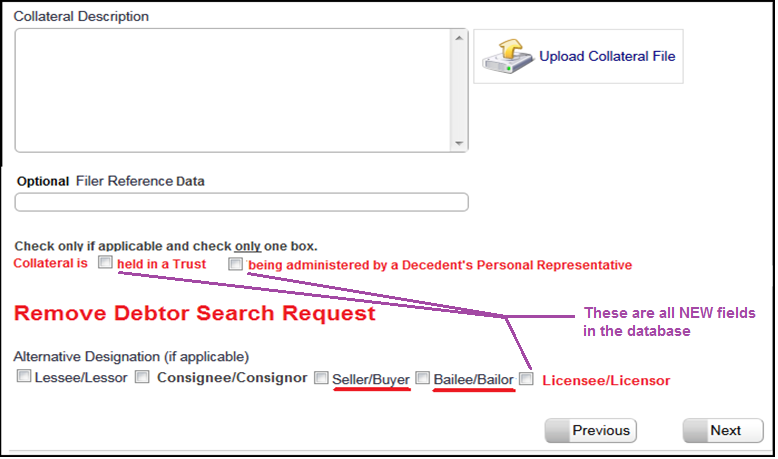 Collateral Description
Upload Collateral File
Optional Filer Reference Data
Check only if applicable and check only one box.
Collateral is held in a Trust being administered by a Decedent's Personal Representative
Remove Debtor Search Request
These are all NEW fields
in the database
Alternative Designation (if applicable)
Lessee/Lessor Consignee/Consignor Seller/Buyer Bailee/Bailor Licensee/Licensor
Previous Next